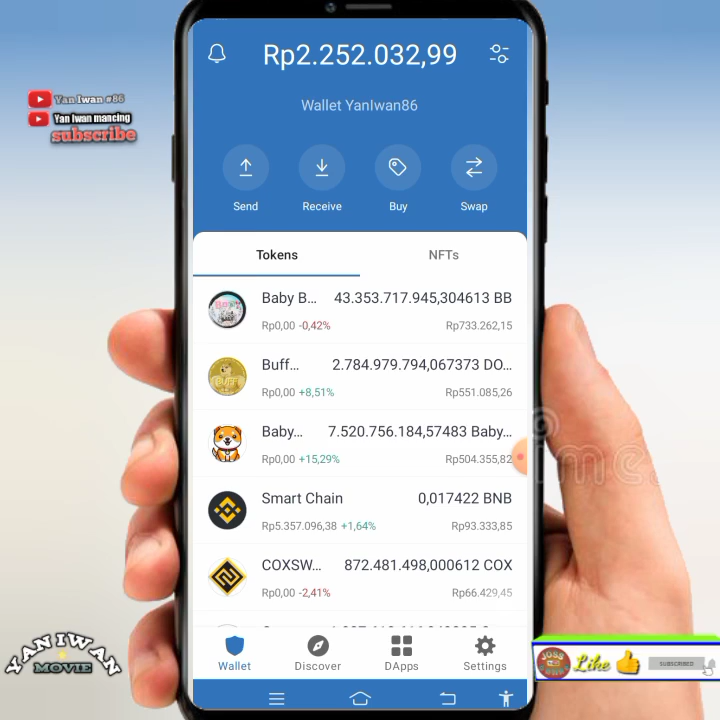 Rp2.252.032,99
Wallet YanIwan86
Yan Iwan #86
Yan Iwan mancing
subscribe
Send
Receive
Buy
Swap
Tokens
NFTs
Baby B... 43.353.717.945,304613 BB
Rp0,00 -0,42% Rp733.262,15
Buff... 2.784.979.794,067373 DO...
Rp0,00 +8,51% Rp551.085,26
Baby... 7.520.756.184,57483 Baby...
Rp0,00 +15,29% Rp504.355,82
Smart Chain 0,017422 BNB
Rp5.357.096,38 +1,64% Rp93.333,85
COXSW... 872.481.498,000612 COX
Rp0,00 -2,41% Rp66.429,45
Wallet
Discover
DApps
Settings
YAN IWAN
MOVIE
JOSS
Like
SUBSCRIBED